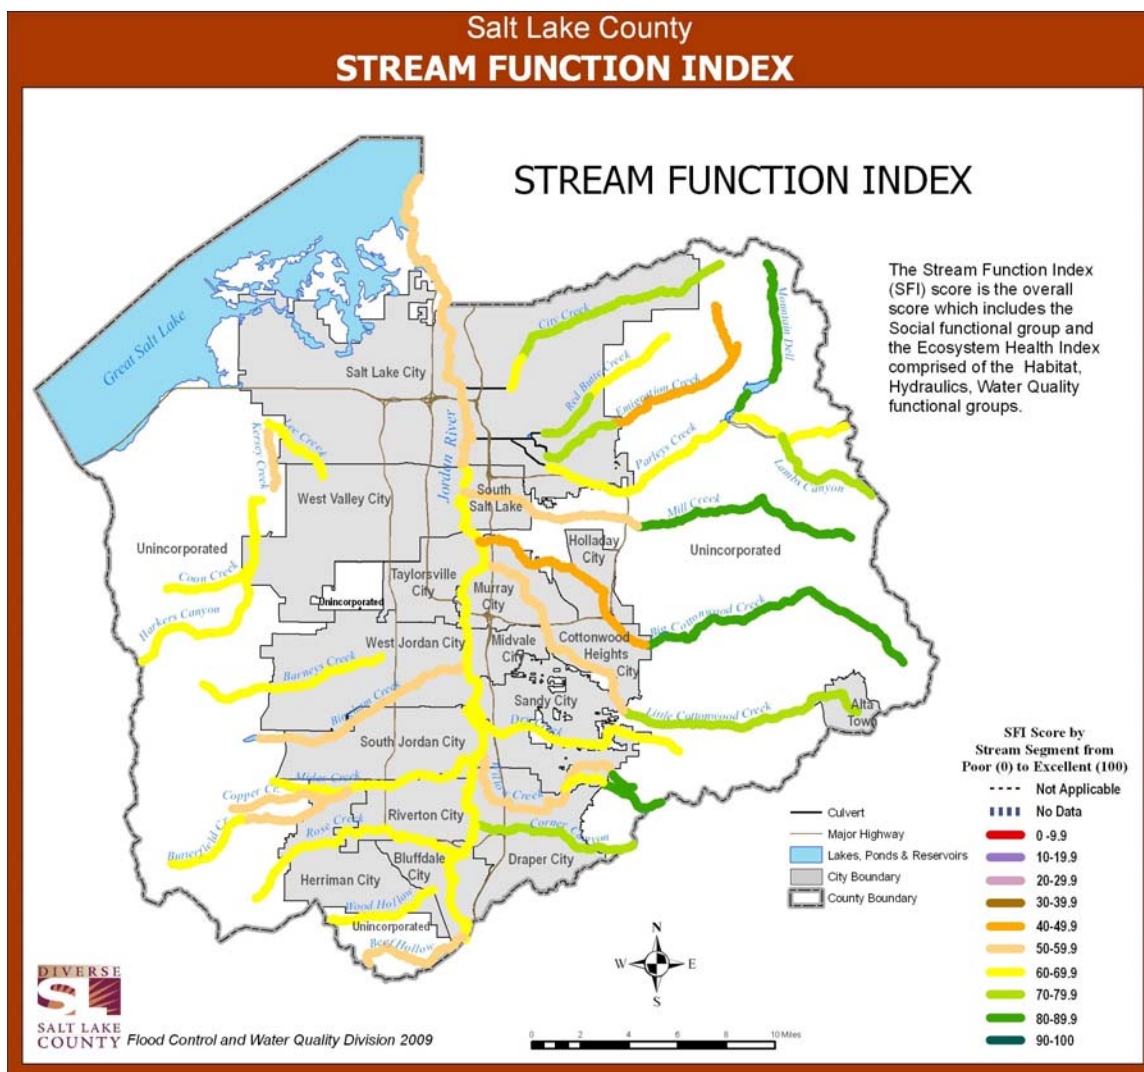 Salt Lake County
STREAM FUNCTION INDEX
STREAM FUNCTION INDEX
The Stream Function Index
(SFI) score is the overall
score which includes the
Social functional group and
the Ecosystem Health Index
comprised of the Habitat,
Hydraulics, Water Quality
functional groups.
Great Salt Lake
Salt Lake City
City Creek
Mountain Dell
Red Butte Creek
Emigration Creek
Parleys Creek
Lambs Canyon
Jordan River
Kersey Creek
Lee Creek
West Valley City
South
Salt Lake
Mill Creek
Unincorporated
Holladay
City
Unincorporated
Coon Creek
Harkers Canyon
Taylorsville
City
Unincorporated
Murray
City
Big Cottonwood Creek
West Jordan City
Midvale
City
Cottonwood
Heights
City
Barneys Creek
Bingham Creek
Sandy City
Little Cottonwood Creek
Alta
Town
South Jordan City
Dry Creek
Midas Creek
Copper Cr.
Willow Creek
Butterfield Cr.
Rose Creek
Riverton City
Corner Canyon
Bluffdale
City
Draper City
Herriman City
Wood Hollow
Unincorporated
Beef Hollow
Culvert
Major Highway
Lakes, Ponds & Reservoirs
City Boundary
County Boundary
SFI Score by
Stream Segment from
Poor (0) to Excellent (100)
Not Applicable
No Data
0 -9.9
10-19.9
20-29.9
30-39.9
40-49.9
50-59.9
60-69.9
70-79.9
80-89.9
90-100
N
W
E
S
0 2 4 6 8 10 Miles
DIVERSE
SL
SALT LAKE
COUNTY
Flood Control and Water Quality Division 2009